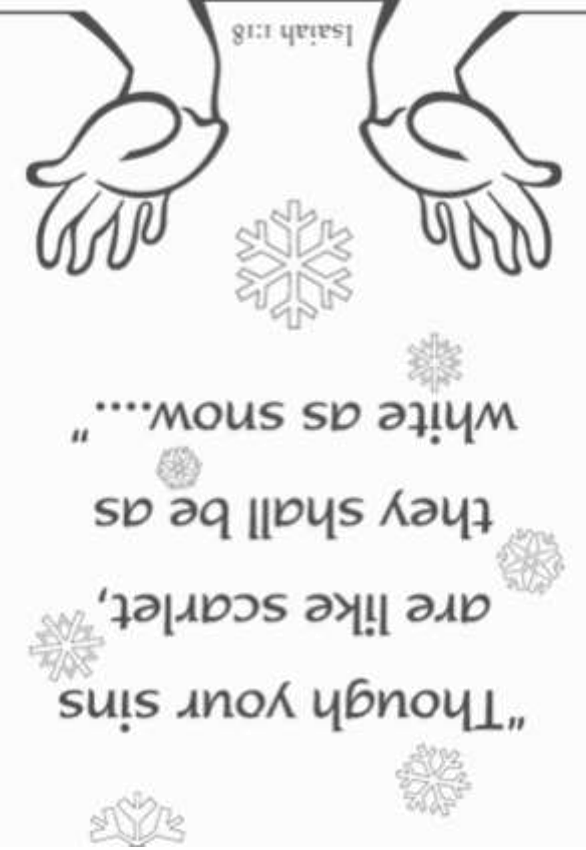 "Though your sins
are like scarlet,
they shall be as
white as snow...."
Isaiah 1:18